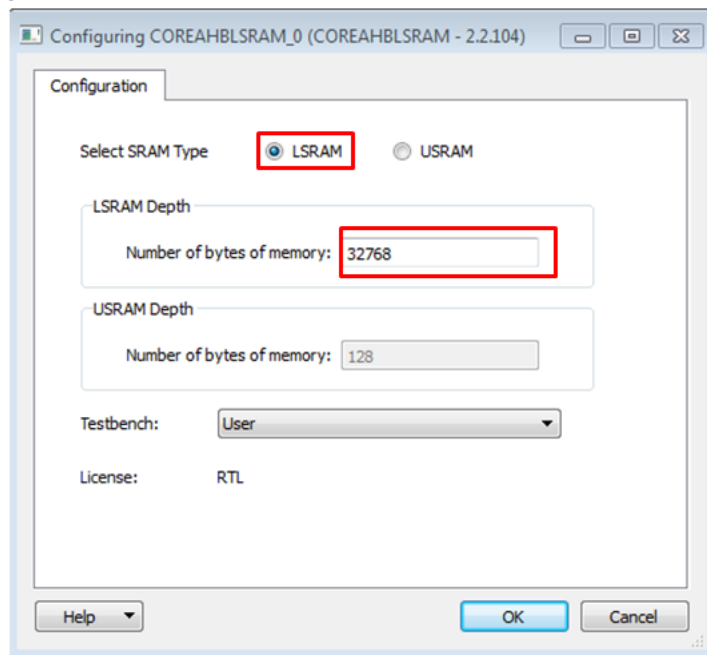 Configuring COREAHBLSRAM_0 (COREAHBLSRAM - 2.2.104)
Configuration
Select SRAM Type LSRAM USRAM
LSRAM Depth
Number of bytes of memory: 32768
USRAM Depth
Number of bytes of memory: 128
Testbench: User
License: RTL
Help OK Cancel